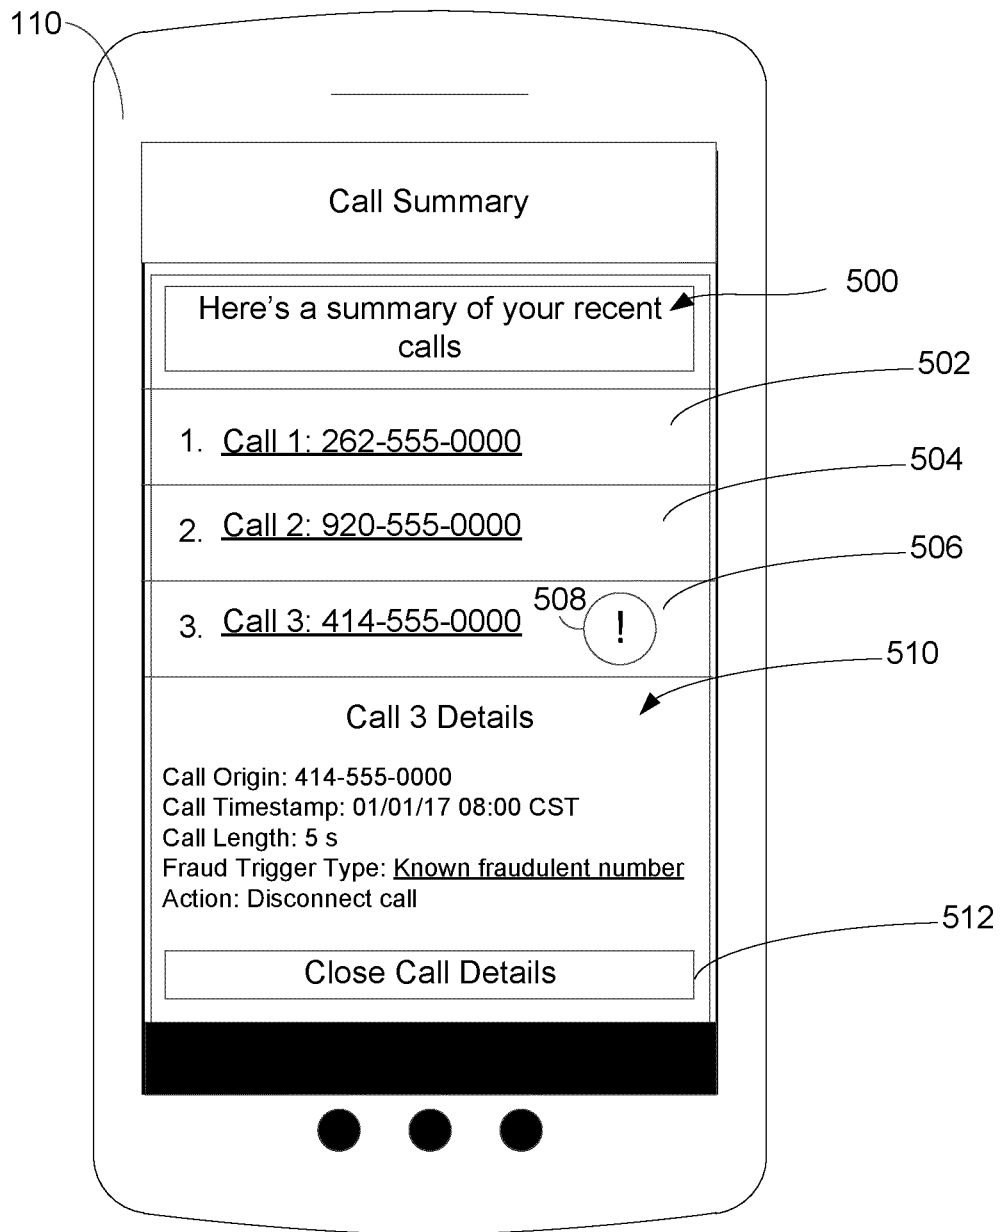 110
Call Summary
500
Here’s a summary of your recent
calls
502
1. Call 1: 262-555-0000
504
2. Call 2: 920-555-0000
506
508
3. Call 3: 414-555-0000 !
510
Call 3 Details
Call Origin: 414-555-0000
Call Timestamp: 01/01/17 08:00 CST
Call Length: 5 s
Fraud Trigger Type: Known fraudulent number
Action: Disconnect call
512
Close Call Details